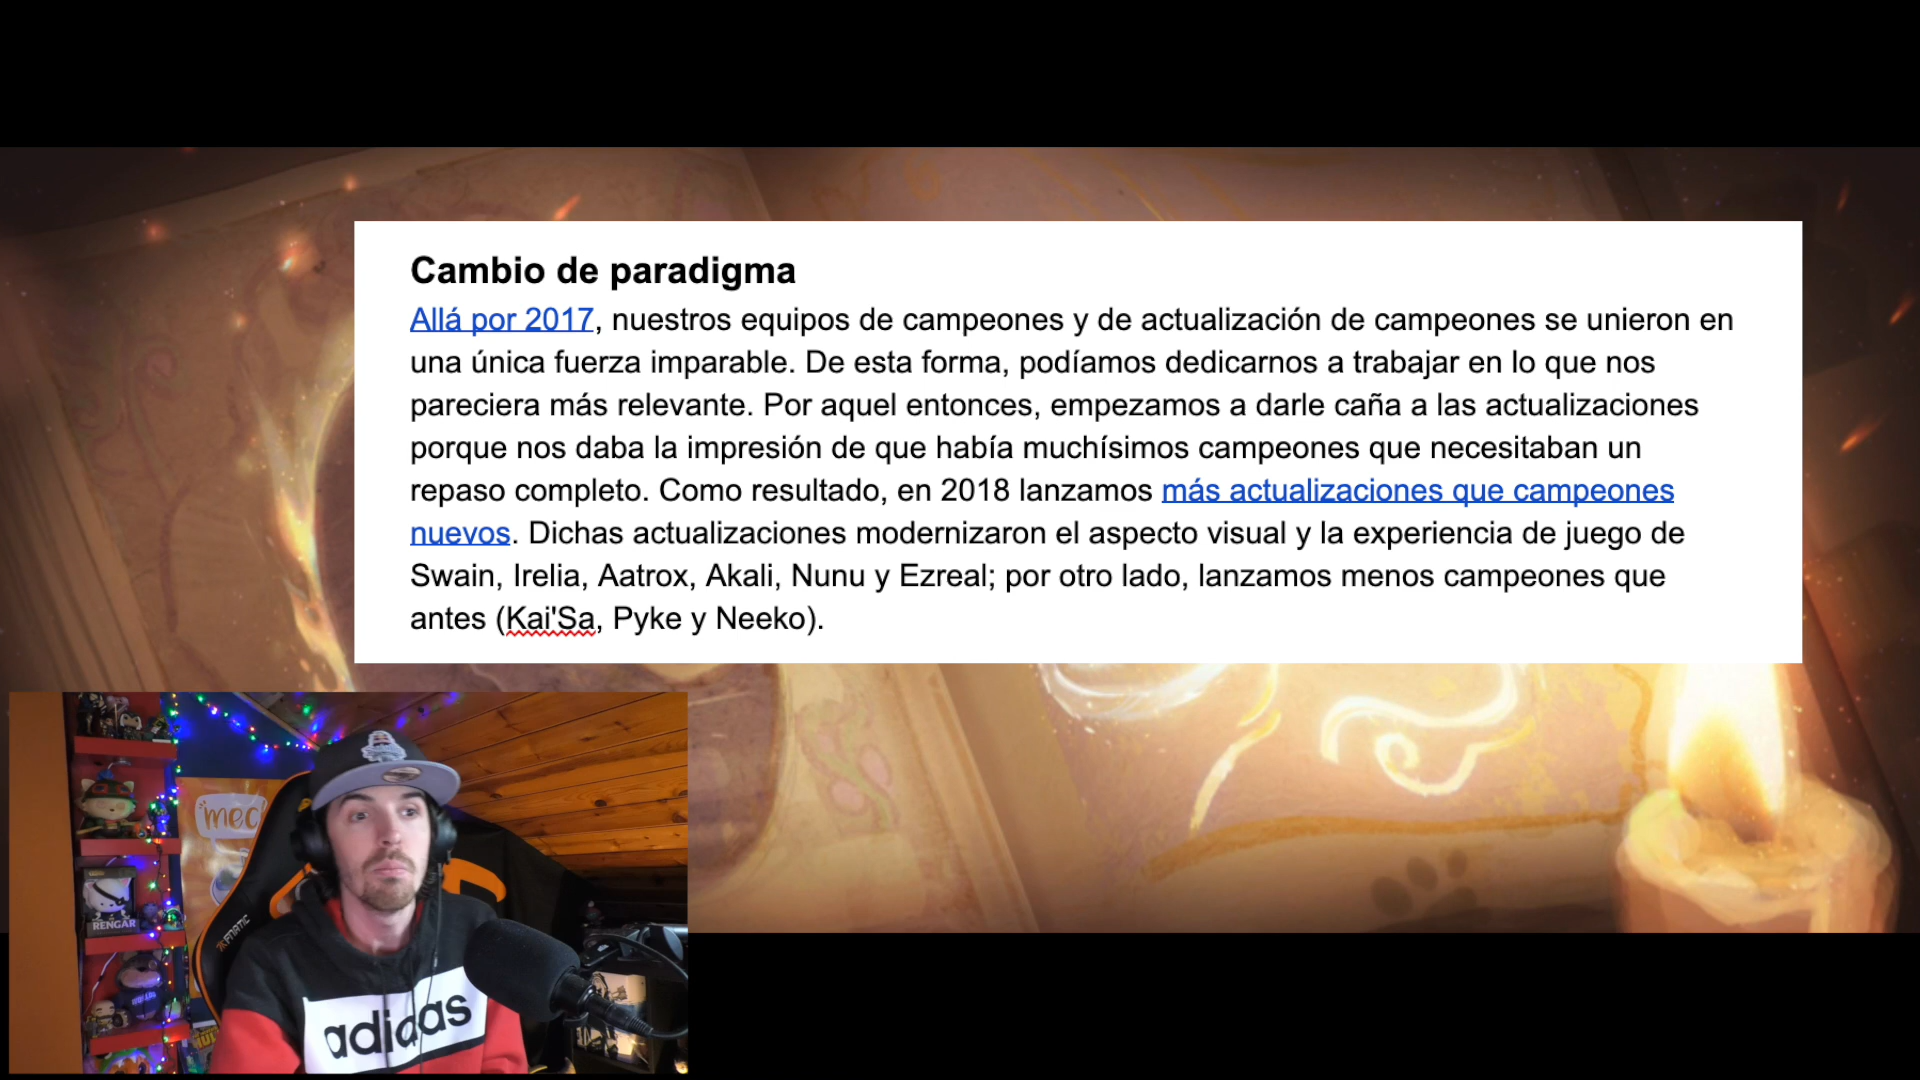 Cambio de paradigma
Allá por 2017, nuestros equipos de campeones y de actualización de campeones se unieron en
una única fuerza imparable. De esta forma, podíamos dedicarnos a trabajar en lo que nos
pareciera más relevante. Por aquel entonces, empezamos a darle caña a las actualizaciones
porque nos daba la impresión de que había muchísimos campeones que necesitaban un
repaso completo. Como resultado, en 2018 lanzamos más actualizaciones que campeones
nuevos. Dichas actualizaciones modernizaron el aspecto visual y la experiencia de juego de
Swain, Irelia, Aatrox, Akali, Nunu y Ezreal; por otro lado, lanzamos menos campeones que
antes (Kai'Sa, Pyke y Neeko).
RENGAR
FNATIC
adidas